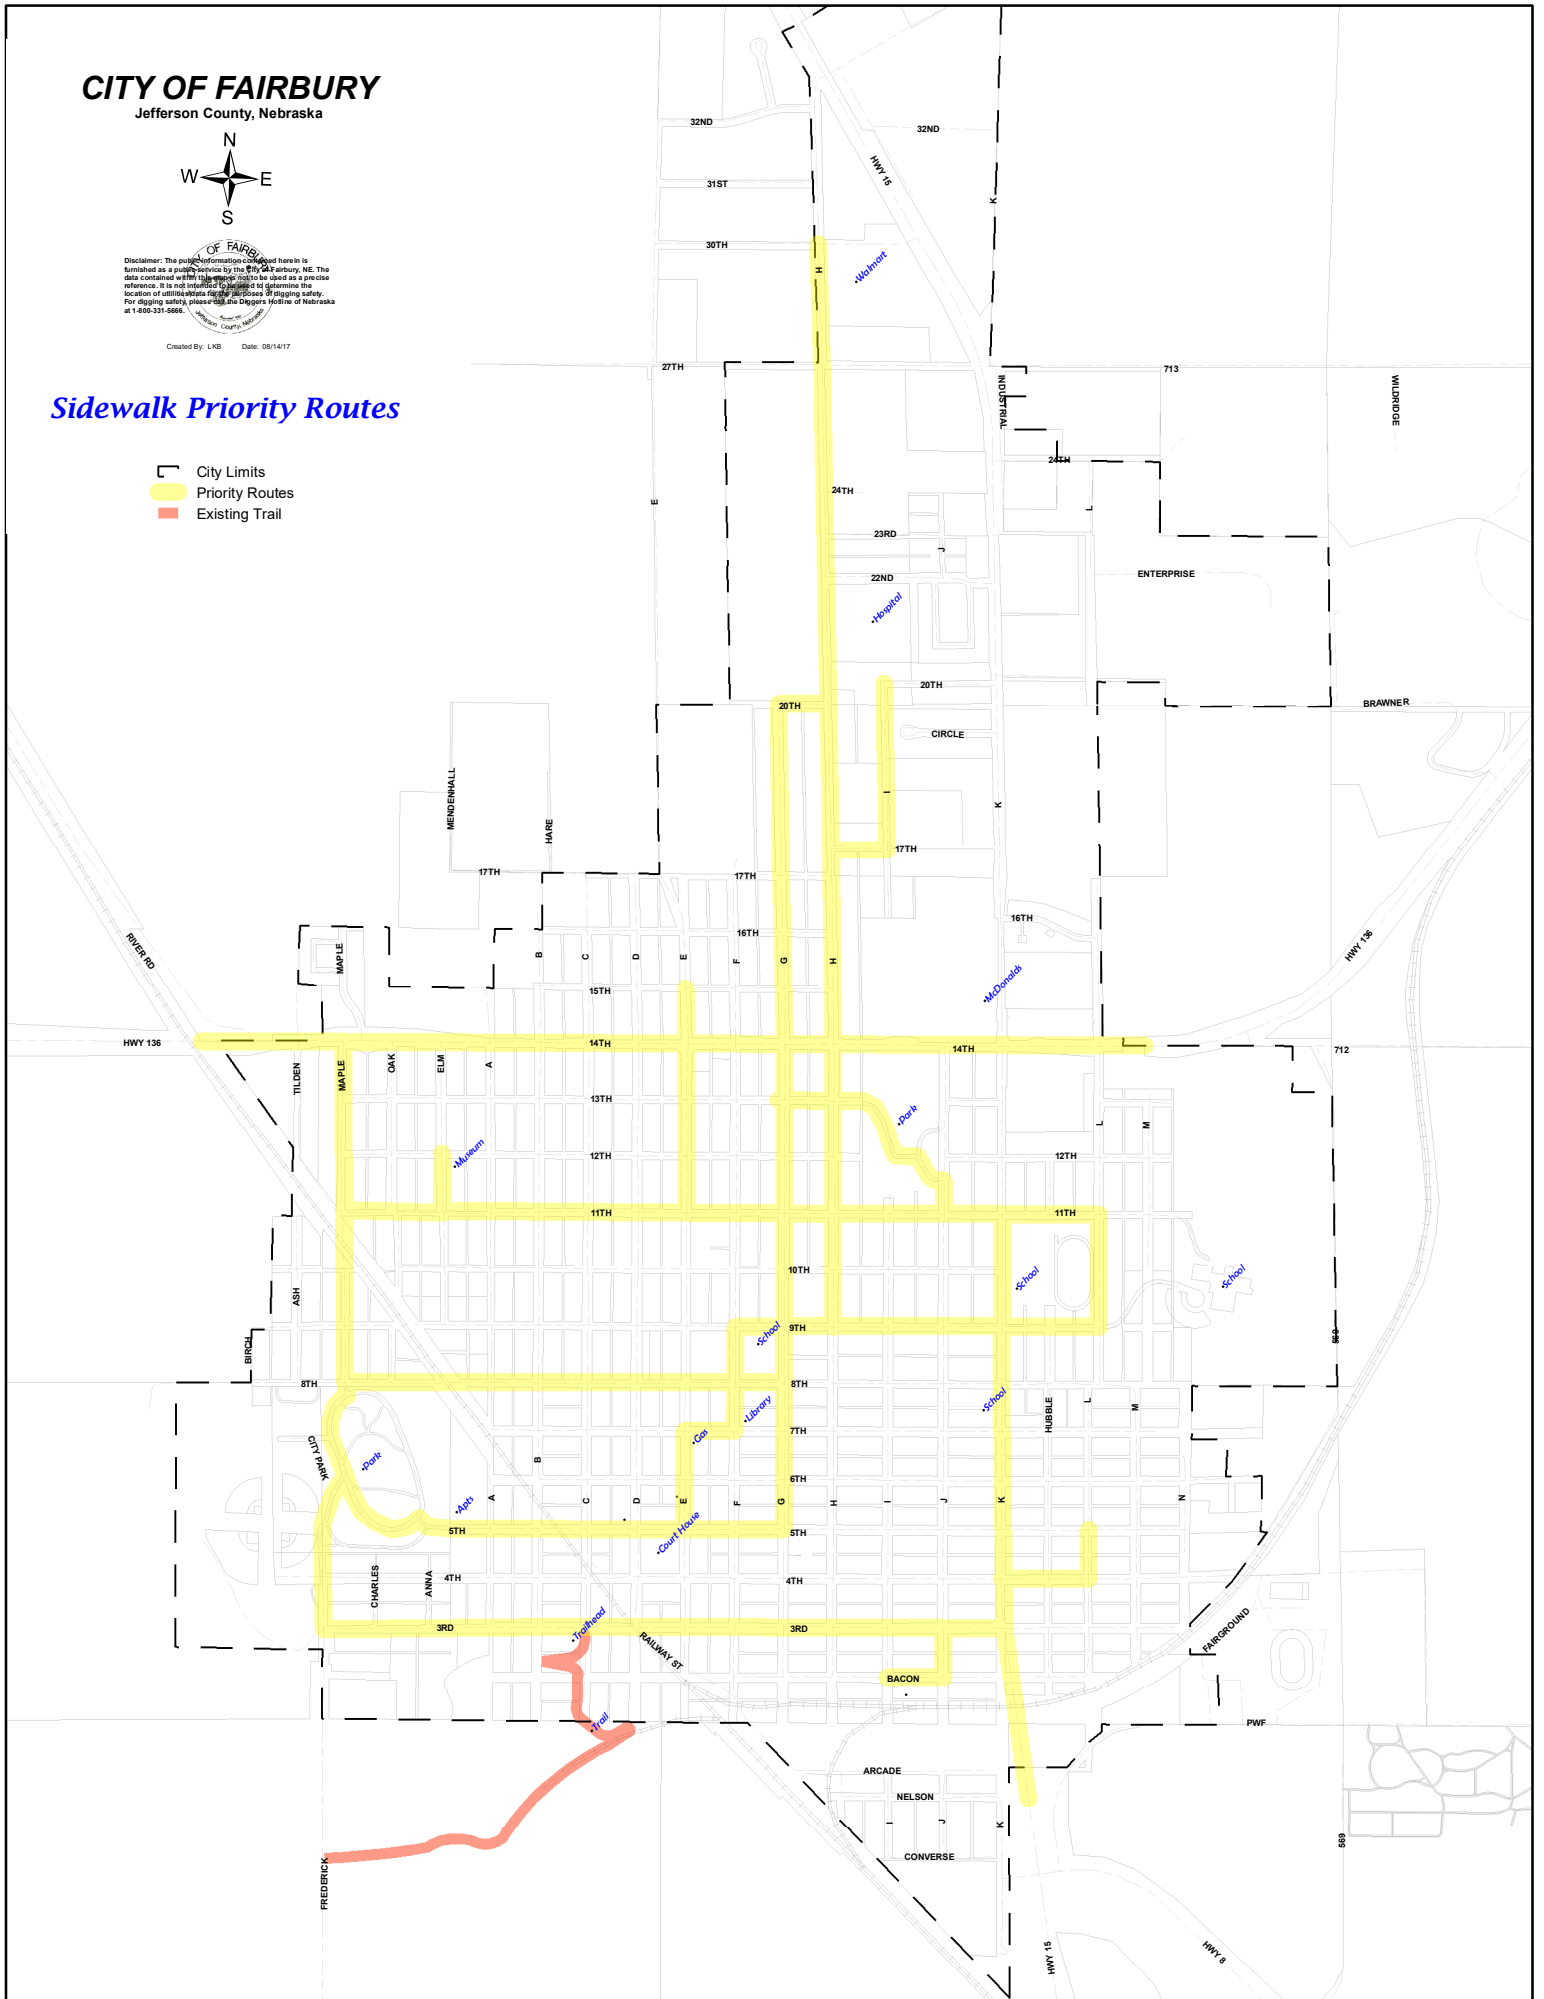 CITY OF FAIRBURY
Jefferson County, Nebraska
N
W E
S
CITY OF FAIRBURY
Jefferson County, Nebraska
Disclaimer: The public information contained herein is
furnished as a public service by the City of Fairbury, NE. The
data contained within this map is not to be used as a precise
reference. It is not intended to be used to determine the
location of utilities/data for the purposes of digging safety.
For digging safety, please call the Diggers Hotline of Nebraska
at 1-800-331-5666.
Created By: LKB Date: 08/14/17
Sidewalk Priority Routes
City Limits
Priority Routes
Existing Trail
32ND
32ND
HWY 15
31ST
K
30TH
H
Walmart
27TH
713
INDUSTRIAL
WILDRIDGE
24TH
24TH
E
L
23RD
J
22ND
ENTERPRISE
Hospital
20TH
20TH
BRAWNER
CIRCLE
MENDENHALL
HARE
I
K
17TH
17TH
17TH
16TH
16TH
RIVER RD
MAPLE
B
C
D
E
F
G
H
HWY 136
McDonalds
15TH
HWY 136
14TH
14TH
712
TILDEN
MAPLE
OAK
ELM
A
13TH
Park
L
M
Museum
12TH
12TH
11TH
11TH
10TH
School
School
ASH
BIRCH
School
9TH
569
8TH
8TH
School
Library
HUBBLE
L
M
CITY PARK
Gas
7TH
Park
B
6TH
Apts
A
C
D
E
F
G
H
I
J
K
N
5TH
Court House
5TH
CHARLES
ANNA
4TH
4TH
Trailhead
3RD
3RD
RAILWAY ST
FAIRGROUND
BACON
Trail
PWF
ARCADE
NELSON
I
J
K
569
CONVERSE
FREDERICK
HWY 15
HWY 8